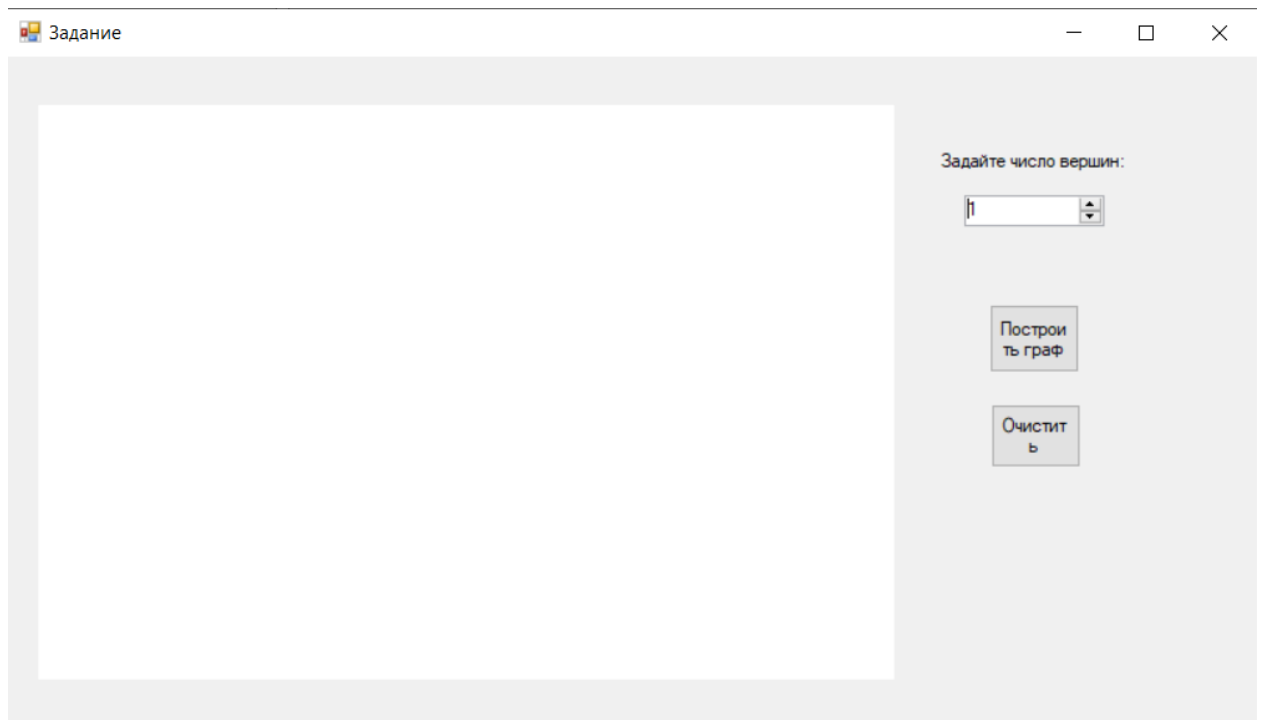 Задание
Задайте число вершин:
1
Построи
ть граф
Очистит
ь